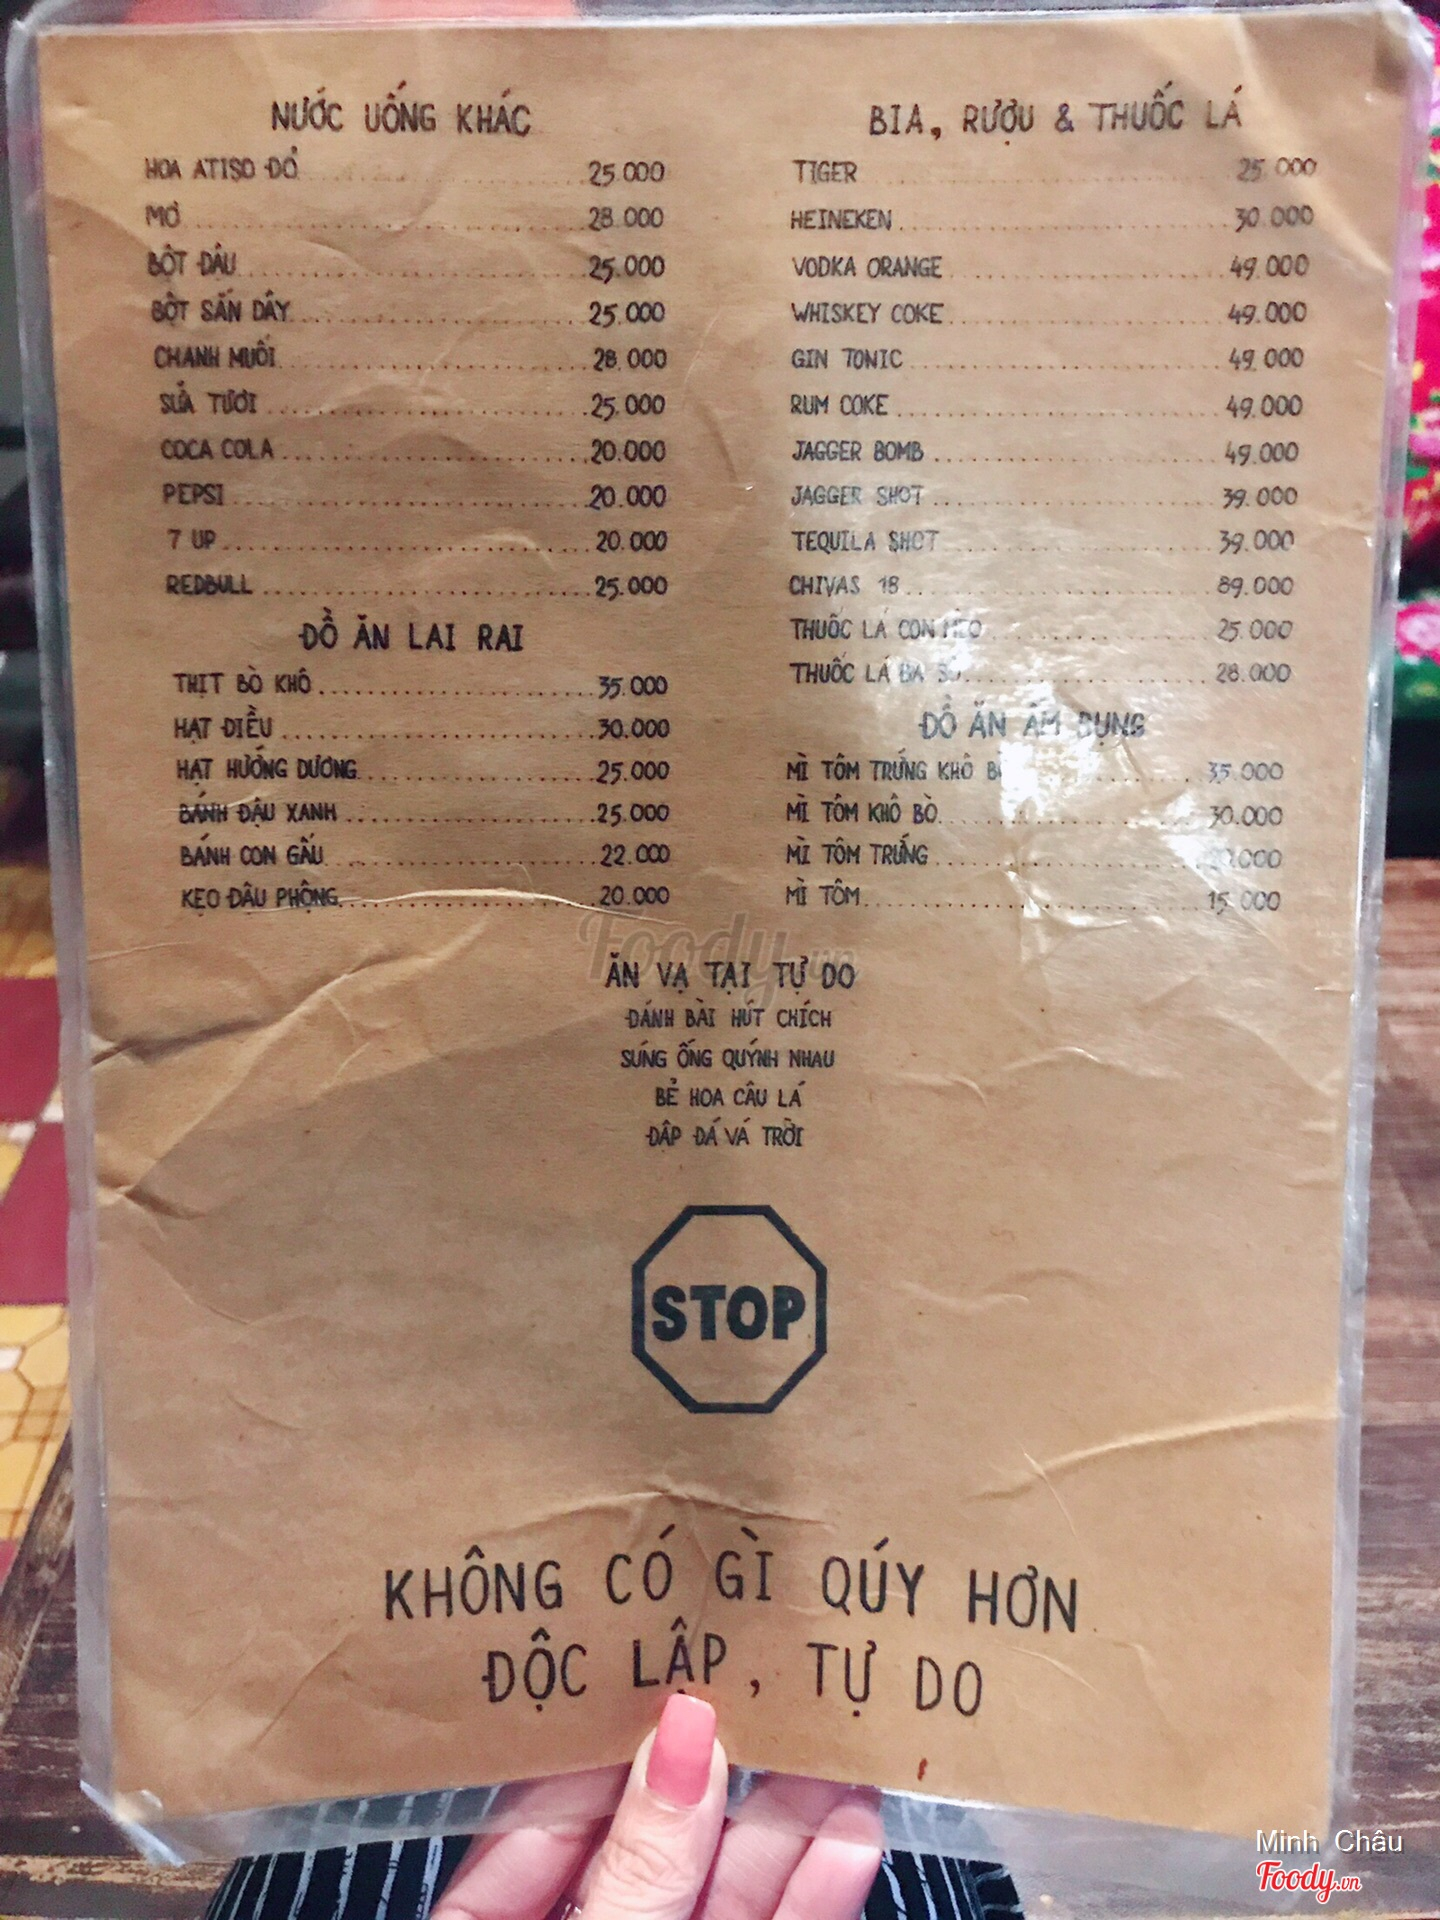 NƯỚC UỐNG KHÁC
HOA ATISO ĐỎ 25.000
MƠ 28.000
BỘT ĐẬU 25.000
BỘT SẮN DÂY 25.000
CHANH MUỐI 28.000
SỮA TƯƠI 25.000
COCA COLA 20.000
PEPSI 20.000
7 UP 20.000
REDBULL 25.000
ĐỒ ĂN LAI RAI
THỊT BÒ KHÔ 35.000
HẠT ĐIỀU 30.000
HẠT HƯỚNG DƯƠNG 25.000
BÁNH ĐẬU XANH 25.000
BÁNH CON GẤU 22.000
KẸO ĐẬU PHỘNG 20.000
BIA, RƯỢU & THUỐC LÁ
TIGER 25.000
HEINEKEN 30.000
VODKA ORANGE 49.000
WHISKEY COKE 49.000
GIN TONIC 49.000
RUM COKE 49.000
JAGGER BOMB 49.000
JAGGER SHOT 39.000
TEQUILA SHOT 39.000
CHIVAS 18 89.000
THUỐC LÁ CON MÈO 25.000
THUỐC LÁ BA SỐ 28.000
ĐỒ ĂN ẤM BỤNG
MÌ TÔM TRỨNG KHÔ 35.000
MÌ TÔM KHÔ BÒ 30.000
MÌ TÔM TRỨNG
MÌ TÔM 15.000
ĂN VẠ TẠI TỰ DO
ĐÁNH BÀI HÚT CHÍCH
SÚNG ỐNG QUÝNH NHAU
BẺ HOA CÂU LÁ
ĐẬP ĐÁ VÁ TRỜI
STOP
KHÔNG CÓ GÌ QÚY HƠN
ĐỘC LẬP, TỰ DO
Foody.vn
Minh Châu
Foody.vn